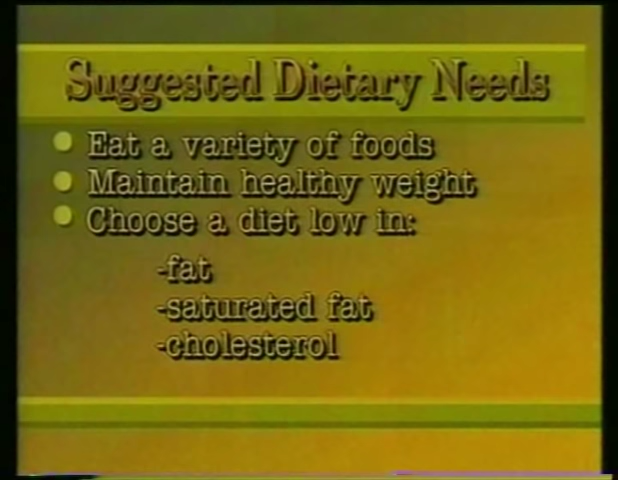 Suggested Dietary Needs
Eat a variety of foods
Maintain healthy weight
Choose a diet low in:
-fat
-saturated fat
-cholesterol